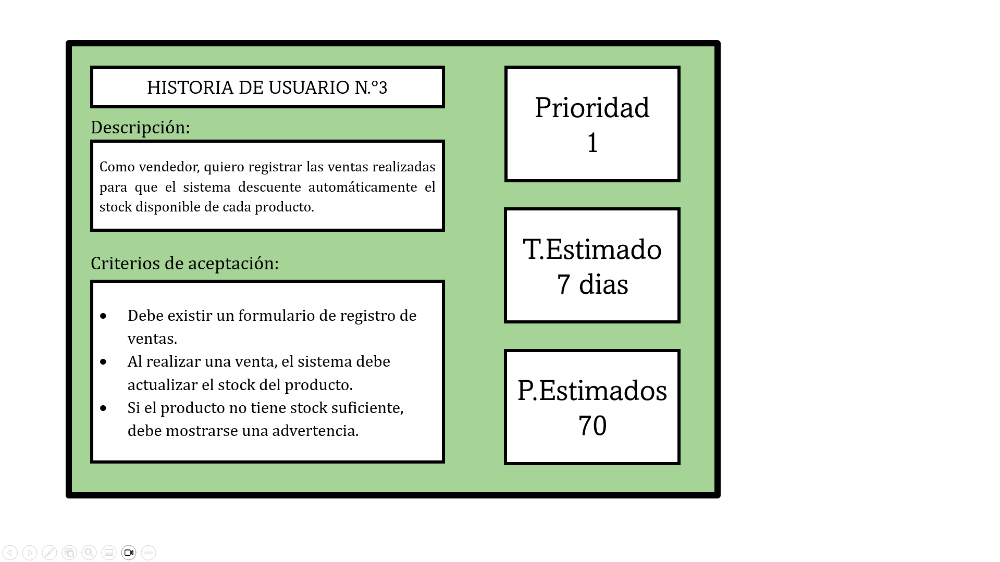 HISTORIA DE USUARIO N.°3
Descripción:
Como vendedor, quiero registrar las ventas realizadas
para que el sistema descuente automáticamente el
stock disponible de cada producto.
Criterios de aceptación:
• Debe existir un formulario de registro de
ventas.
• Al realizar una venta, el sistema debe
actualizar el stock del producto.
• Si el producto no tiene stock suficiente,
debe mostrarse una advertencia.
Prioridad
1
T.Estimado
7 dias
P.Estimados
70